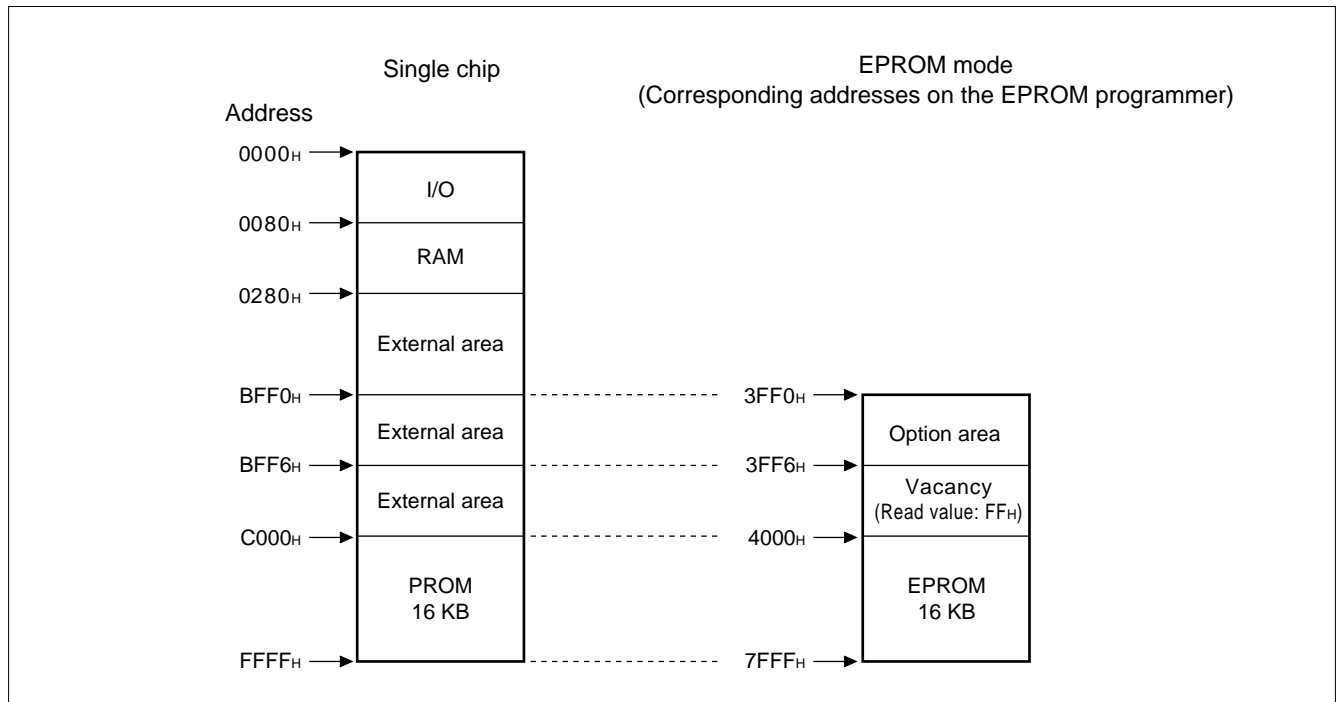 Single chip
EPROM mode
(Corresponding addresses on the EPROM programmer)
Address
0000H
I/O
0080H
RAM
0280H
External area
BFF0H
3FF0H
External area
Option area
BFF6H
3FF6H
External area
Vacancy
(Read value: FFH)
C000H
4000H
PROM
16 KB
EPROM
16 KB
FFFFH
7FFFH